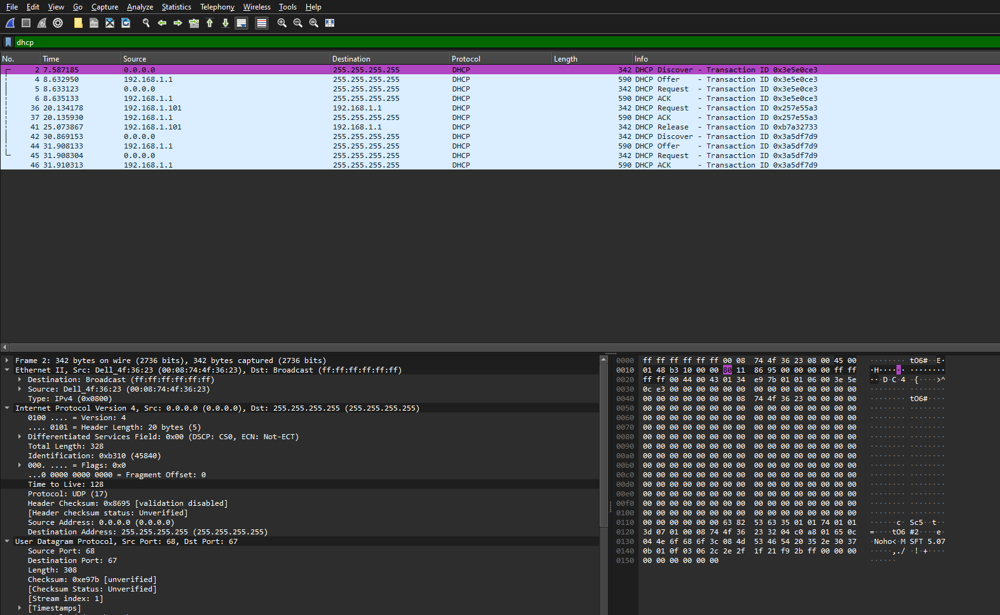 File Edit View Go Capture Analyze Statistics Telephony Wireless Tools Help
dhcp
No. Time Source Destination Protocol Length Info
2 7.587185 0.0.0.0 255.255.255.255 DHCP 342 DHCP Discover - Transaction ID 0x3e5e0ce3
4 8.632950 192.168.1.1 255.255.255.255 DHCP 590 DHCP Offer - Transaction ID 0x3e5e0ce3
5 8.633123 0.0.0.0 255.255.255.255 DHCP 342 DHCP Request - Transaction ID 0x3e5e0ce3
6 8.635133 192.168.1.1 255.255.255.255 DHCP 590 DHCP ACK - Transaction ID 0x3e5e0ce3
36 20.134178 192.168.1.101 192.168.1.1 DHCP 342 DHCP Request - Transaction ID 0x257e55a3
37 20.135930 192.168.1.1 255.255.255.255 DHCP 590 DHCP ACK - Transaction ID 0x257e55a3
41 25.073867 192.168.1.101 192.168.1.1 DHCP 342 DHCP Release - Transaction ID 0xb7a32733
42 30.869153 0.0.0.0 255.255.255.255 DHCP 342 DHCP Discover - Transaction ID 0x3a5df7d9
44 31.908133 192.168.1.1 255.255.255.255 DHCP 590 DHCP Offer - Transaction ID 0x3a5df7d9
45 31.908304 0.0.0.0 255.255.255.255 DHCP 342 DHCP Request - Transaction ID 0x3a5df7d9
46 31.910313 192.168.1.1 255.255.255.255 DHCP 590 DHCP ACK - Transaction ID 0x3a5df7d9
Frame 2: 342 bytes on wire (2736 bits), 342 bytes captured (2736 bits)
Ethernet II, Src: Dell_4f:36:23 (00:08:74:4f:36:23), Dst: Broadcast (ff:ff:ff:ff:ff:ff)
Destination: Broadcast (ff:ff:ff:ff:ff:ff)
Source: Dell_4f:36:23 (00:08:74:4f:36:23)
Type: IPv4 (0x0800)
Internet Protocol Version 4, Src: 0.0.0.0 (0.0.0.0), Dst: 255.255.255.255 (255.255.255.255)
0100 .... = Version: 4
.... 0101 = Header Length: 20 bytes (5)
Differentiated Services Field: 0x00 (DSCP: CS0, ECN: Not-ECT)
Total Length: 328
Identification: 0xb310 (45840)
000. .... = Flags: 0x0
...0 0000 0000 0000 = Fragment Offset: 0
Time to Live: 128
Protocol: UDP (17)
Header Checksum: 0x8695 [validation disabled]
[Header checksum status: Unverified]
Source Address: 0.0.0.0 (0.0.0.0)
Destination Address: 255.255.255.255 (255.255.255.255)
User Datagram Protocol, Src Port: 68, Dst Port: 67
Source Port: 68
Destination Port: 67
Length: 308
Checksum: 0xe97b [unverified]
[Checksum Status: Unverified]
[Stream index: 1]
[Timestamps]
0000 ff ff ff ff ff ff 00 08 74 4f 36 23 08 00 45 00 ········ tO6#··E·
0010 01 48 b3 10 00 00 80 11 86 95 00 00 00 00 ff ff ·H······ ········
0020 ff ff 00 44 00 43 01 34 e9 7b 01 01 06 00 3e 5e ···D·C·4 ·{····>^
0030 0c e3 00 00 00 00 00 00 00 00 00 00 00 00 00 00 ········ ········
0040 00 00 00 00 00 00 00 08 74 4f 36 23 00 00 00 00 ········ tO6#····
0050 00 00 00 00 00 00 00 00 00 00 00 00 00 00 00 00 ········ ········
0060 00 00 00 00 00 00 00 00 00 00 00 00 00 00 00 00 ········ ········
0070 00 00 00 00 00 00 00 00 00 00 00 00 00 00 00 00 ········ ········
0080 00 00 00 00 00 00 00 00 00 00 00 00 00 00 00 00 ········ ········
0090 00 00 00 00 00 00 00 00 00 00 00 00 00 00 00 00 ········ ········
00a0 00 00 00 00 00 00 00 00 00 00 00 00 00 00 00 00 ········ ········
00b0 00 00 00 00 00 00 00 00 00 00 00 00 00 00 00 00 ········ ········
00c0 00 00 00 00 00 00 00 00 00 00 00 00 00 00 00 00 ········ ········
00d0 00 00 00 00 00 00 00 00 00 00 00 00 00 00 00 00 ········ ········
00e0 00 00 00 00 00 00 00 00 00 00 00 00 00 00 00 00 ········ ········
00f0 00 00 00 00 00 00 00 00 00 00 00 00 00 00 00 00 ········ ········
0100 00 00 00 00 00 00 00 00 00 00 00 00 00 00 00 00 ········ ········
0110 00 00 00 00 00 00 63 82 53 63 35 01 01 74 01 01 ······c· Sc5··t··
0120 3d 07 01 00 08 74 4f 36 23 32 04 c0 a8 01 65 0c =····tO6 #2····e·
0130 04 4e 6f 68 6f 3c 08 4d 53 46 54 20 35 2e 30 37 ·Noho<·M SFT 5.07
0140 0b 01 0f 03 06 2c 2e 2f 1f 21 f9 2b ff 00 00 00 ·····,./ ·!·+····
0150 00 00 00 00 00 00 ······